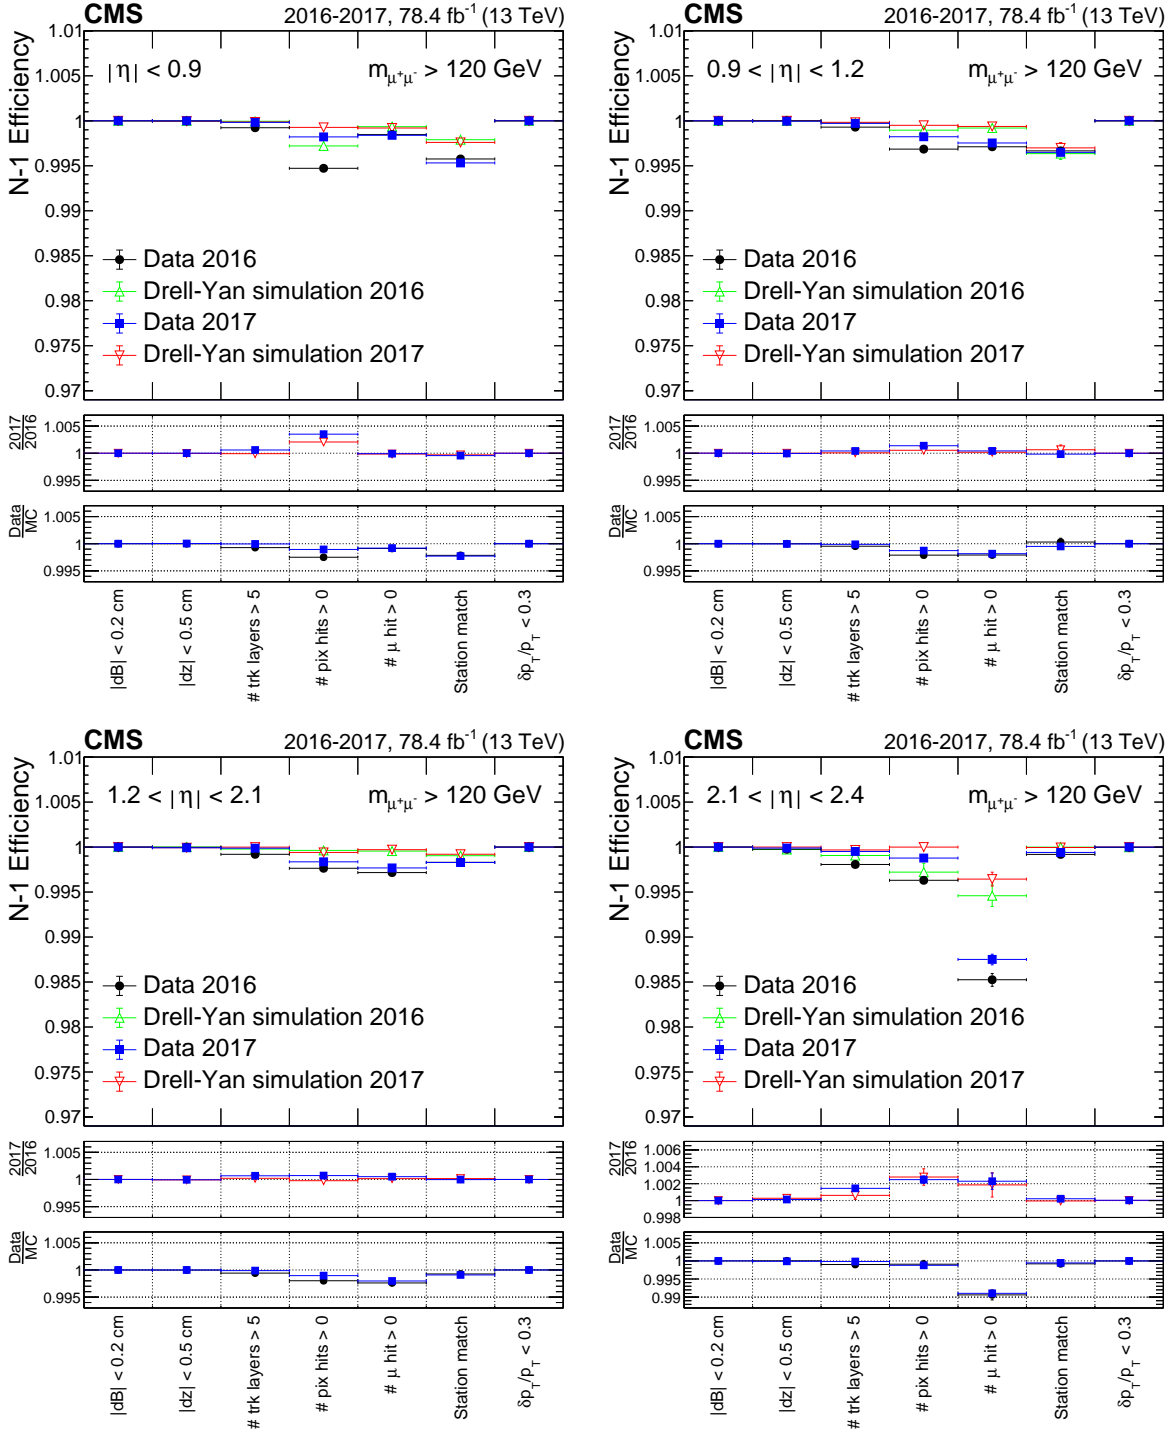 CMS 2016-2017, 78.4 fb-1 (13 TeV)
N-1 Efficiency
1.01
1.005
1
0.995
0.99
0.985
0.98
0.975
0.97
|η| < 0.9 mμ+μ- > 120 GeV
Data 2016
Drell-Yan simulation 2016
Data 2017
Drell-Yan simulation 2017
2017
2016
1.005
1
0.995
Data
MC
1.005
1
0.995
|dB| < 0.2 cm
|dz| < 0.5 cm
# trk layers > 5
# pix hits > 0
# μ hit > 0
Station match
δpT/pT < 0.3
CMS 2016-2017, 78.4 fb-1 (13 TeV)
N-1 Efficiency
1.01
1.005
1
0.995
0.99
0.985
0.98
0.975
0.97
0.9 < |η| < 1.2 mμ+μ- > 120 GeV
Data 2016
Drell-Yan simulation 2016
Data 2017
Drell-Yan simulation 2017
2017
2016
1.005
1
0.995
Data
MC
1.005
1
0.995
|dB| < 0.2 cm
|dz| < 0.5 cm
# trk layers > 5
# pix hits > 0
# μ hit > 0
Station match
δpT/pT < 0.3
CMS 2016-2017, 78.4 fb-1 (13 TeV)
N-1 Efficiency
1.01
1.005
1
0.995
0.99
0.985
0.98
0.975
0.97
1.2 < |η| < 2.1 mμ+μ- > 120 GeV
Data 2016
Drell-Yan simulation 2016
Data 2017
Drell-Yan simulation 2017
2017
2016
1.005
1
0.995
Data
MC
1.005
1
0.995
|dB| < 0.2 cm
|dz| < 0.5 cm
# trk layers > 5
# pix hits > 0
# μ hit > 0
Station match
δpT/pT < 0.3
CMS 2016-2017, 78.4 fb-1 (13 TeV)
N-1 Efficiency
1.01
1.005
1
0.995
0.99
0.985
0.98
0.975
0.97
2.1 < |η| < 2.4 mμ+μ- > 120 GeV
Data 2016
Drell-Yan simulation 2016
Data 2017
Drell-Yan simulation 2017
2017
2016
1.006
1.004
1.002
1
0.998
Data
MC
1.005
1
0.995
0.99
|dB| < 0.2 cm
|dz| < 0.5 cm
# trk layers > 5
# pix hits > 0
# μ hit > 0
Station match
δpT/pT < 0.3